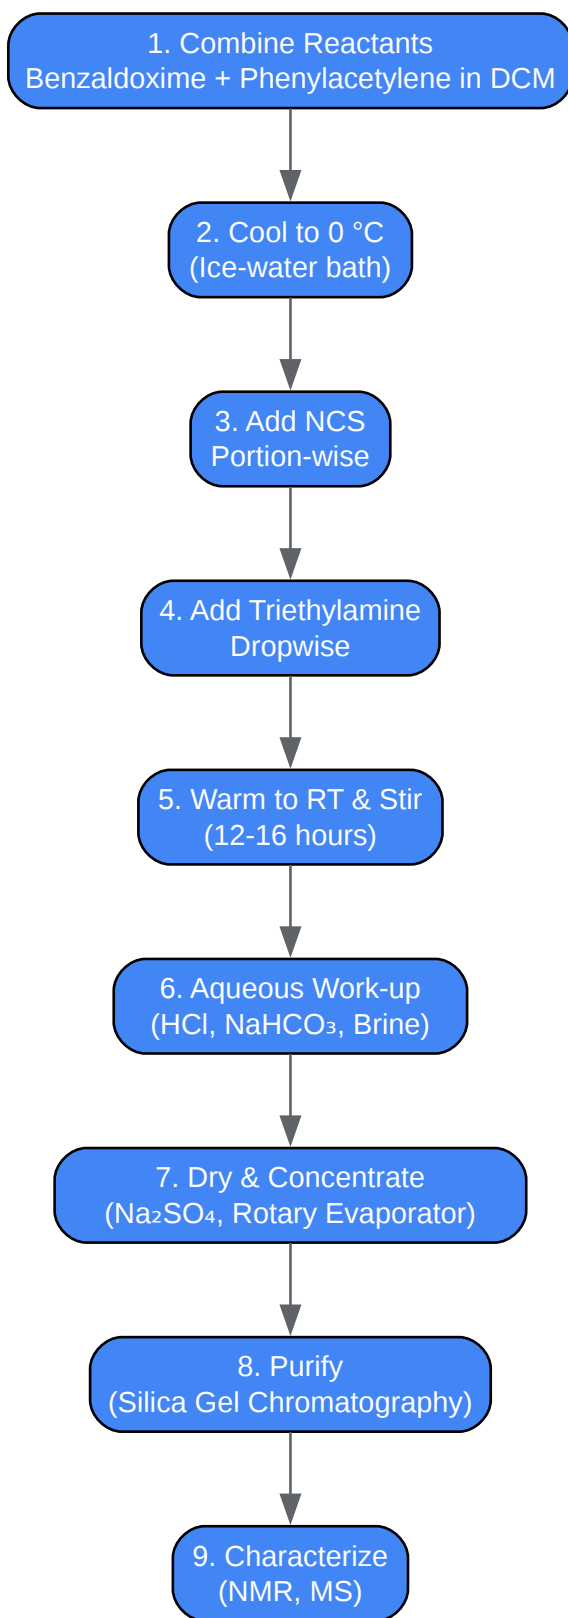 1. Combine Reactants
Benzaldoxime + Phenylacetylene in DCM
2. Cool to 0 °C
(Ice-water bath)
3. Add NCS
Portion-wise
4. Add Triethylamine
Dropwise
5. Warm to RT & Stir
(12-16 hours)
6. Aqueous Work-up
(HCl, NaHCO₃, Brine)
7. Dry & Concentrate
(Na₂SO₄, Rotary Evaporator)
8. Purify
(Silica Gel Chromatography)
9. Characterize
(NMR, MS)